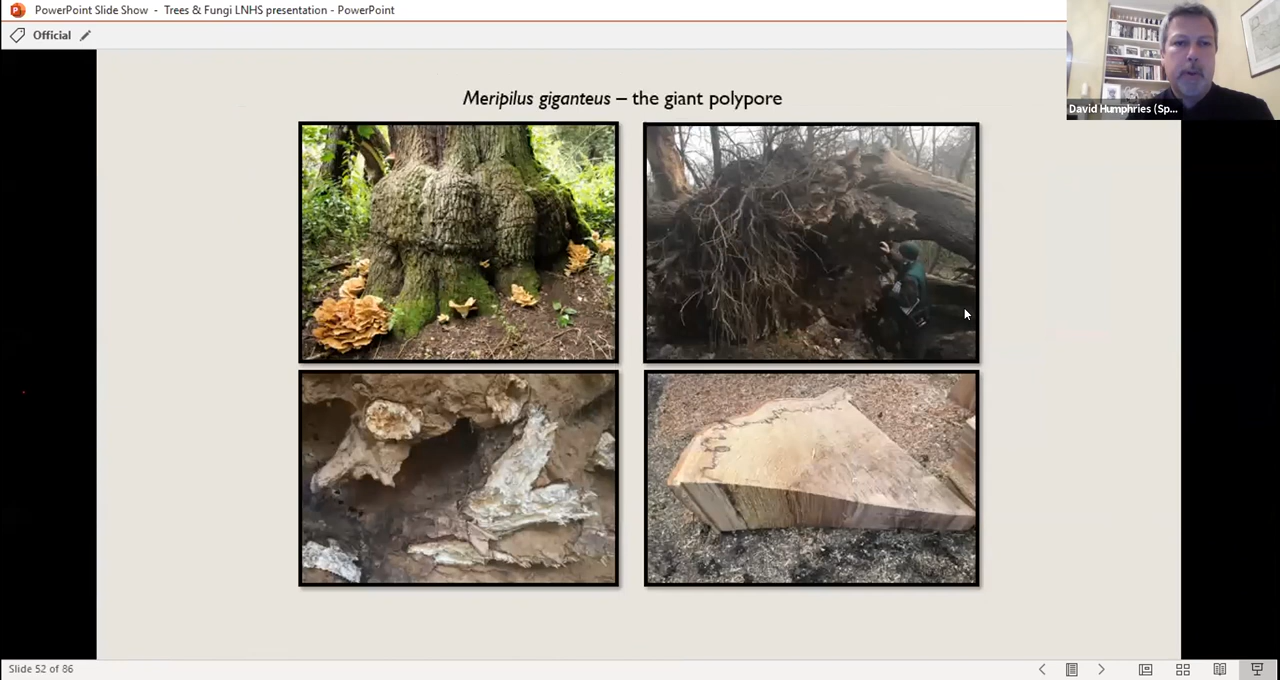 PowerPoint Slide Show - Trees & Fungi LNHS presentation - PowerPoint
Official
David Humphries (Sp...
Meripilus giganteus – the giant polypore
Slide 52 of 86